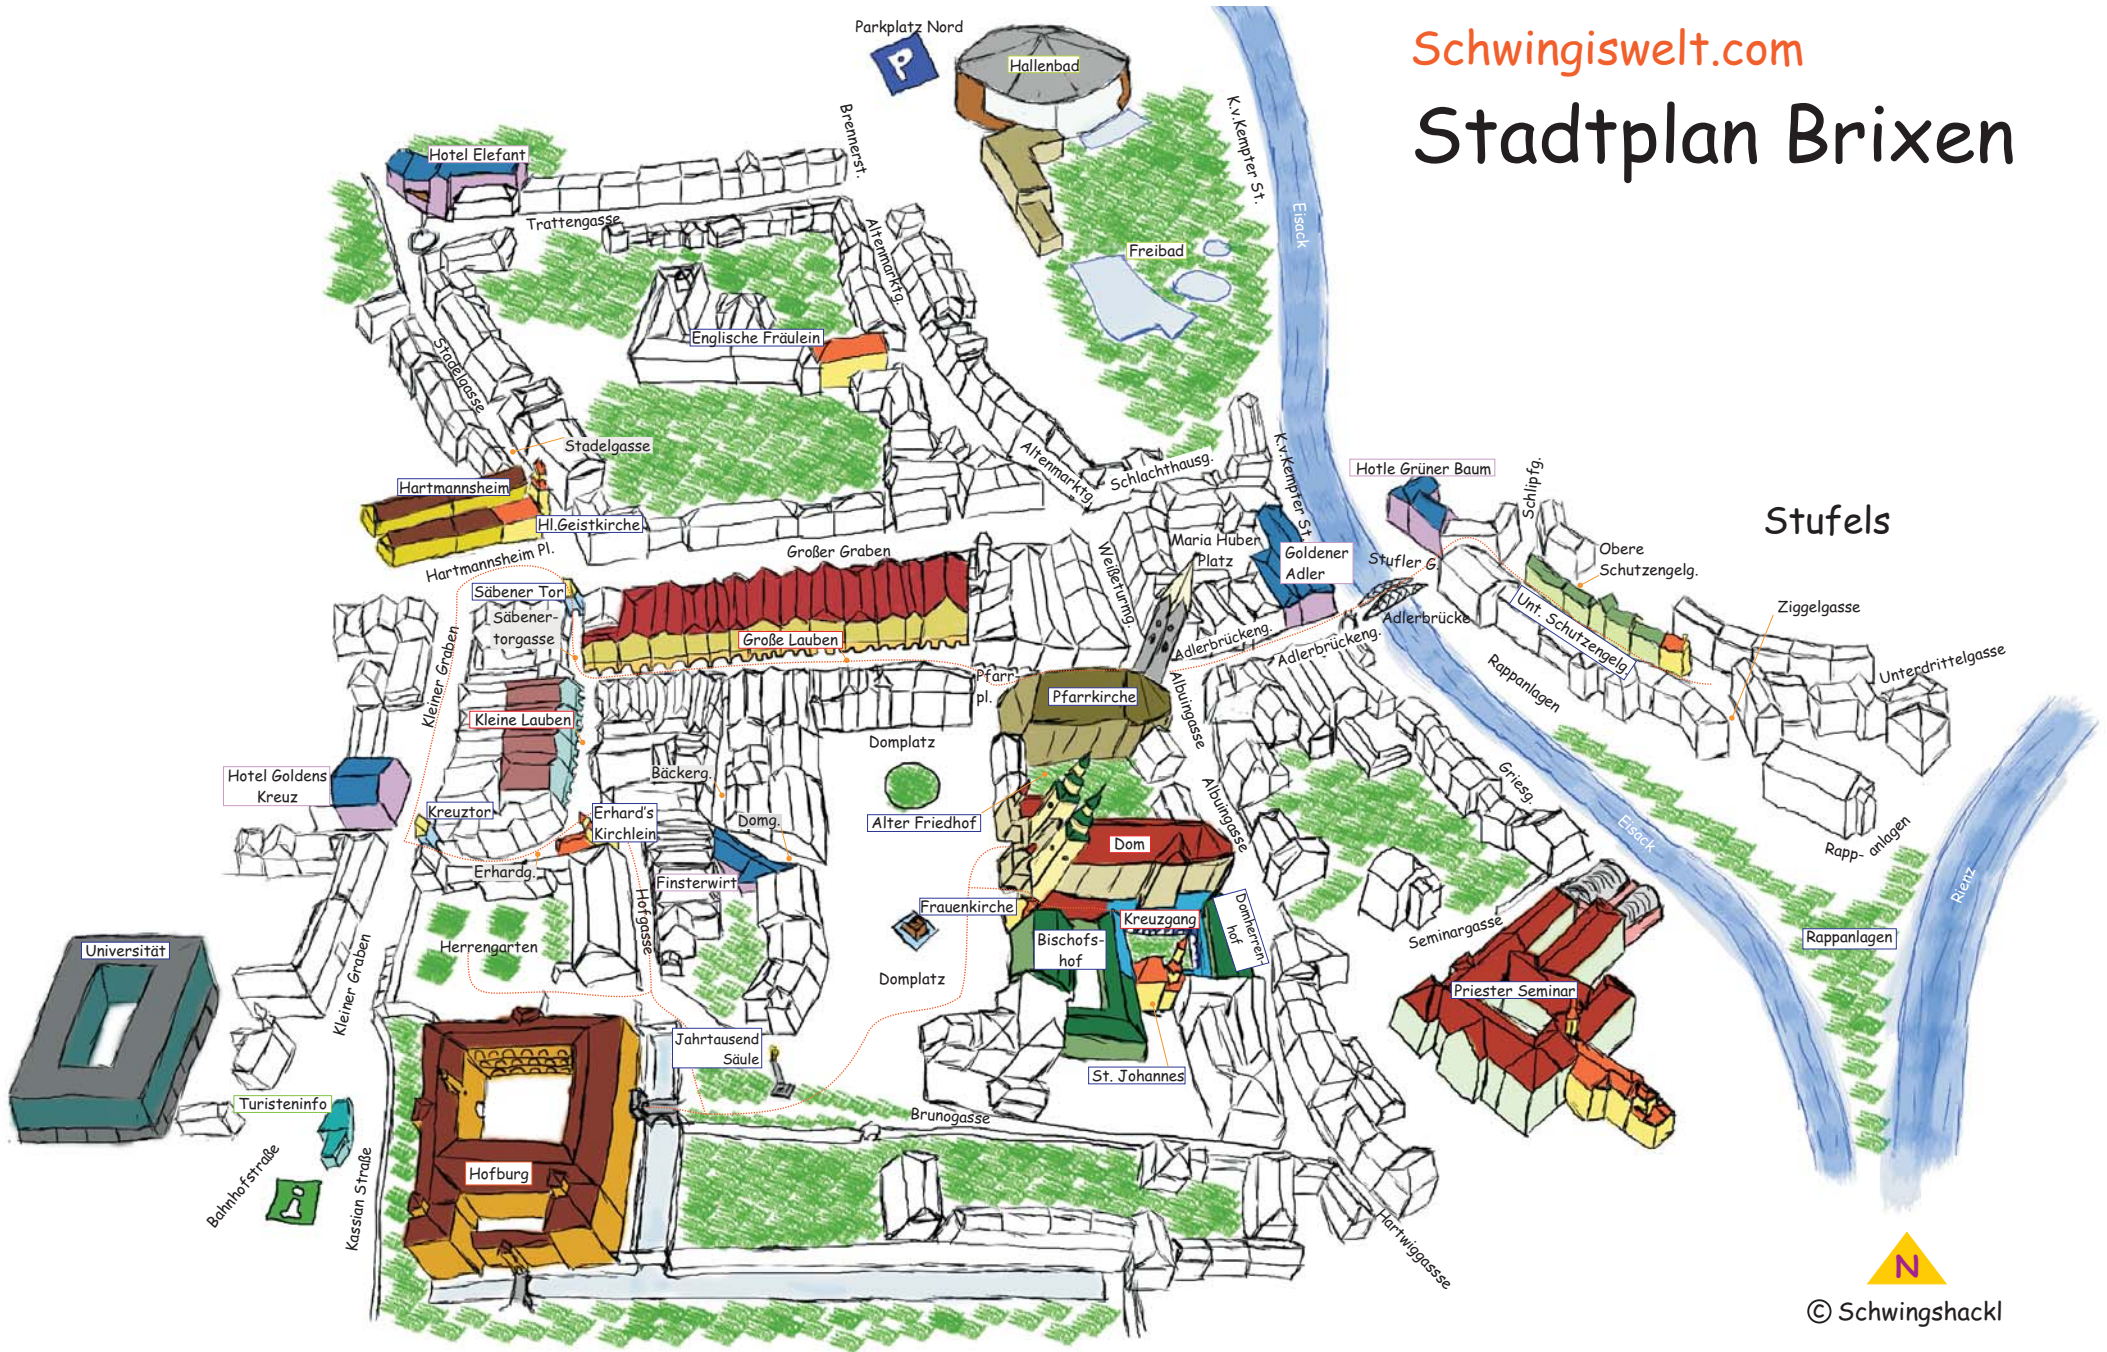 Parkplatz Nord
P
Schwingiswelt.com
Stadtplan Brixen
Hallenbad
K.v.Kempter St.
Brennerst.
Hotel Elefant
Trattengasse
Altenmarktg.
Eisack
Freibad
Englische Fräulein
Stadelgasse
Stadelgasse
Altenmarktg.
Schlachthausg.
K.v.Kempter St.
Hotle Grüner Baum
Schlipfg.
Hartmannsheim
Hl.Geistkirche
Stufels
Hartmannsheim Pl.
Großer Graben
Weißeturmg.
Maria Huber
Platz
Goldener
Adler
Stufler G.
Obere
Schutzengelg.
Säbener Tor
Säbener-
torgasse
Große Lauben
Adlerbrückeng.
Adlerbrückeng.
Adlerbrücke
Unt. Schutzengelg.
Ziggelgasse
Unterdrittelgasse
Kleiner Graben
Pfarr
pl.
Pfarrkirche
Albuingasse
Rappanlagen
Kleine Lauben
Domplatz
Hotel Goldens
Kreuz
Bäckerg.
Griesg.
Kreuztor
Erhard's
Kirchlein
Domg.
Alter Friedhof
Dom
Albuingasse
Eisack
Rapp- anlagen
Erhardg.
Finsterwirt
Hofgasse
Frauenkirche
Kreuzgang
Domherren-
hof
Rienz
Seminargasse
Universität
Herrengarten
Kleiner Graben
Domplatz
Bischofs-
hof
Rappanlagen
Priester Seminar
Jahrtausend
Säule
St. Johannes
Turisteninfo
Brunogasse
Bahnhofstraße
i
Kassian Straße
Hofburg
Hartwiggassse
N
© Schwingshackl